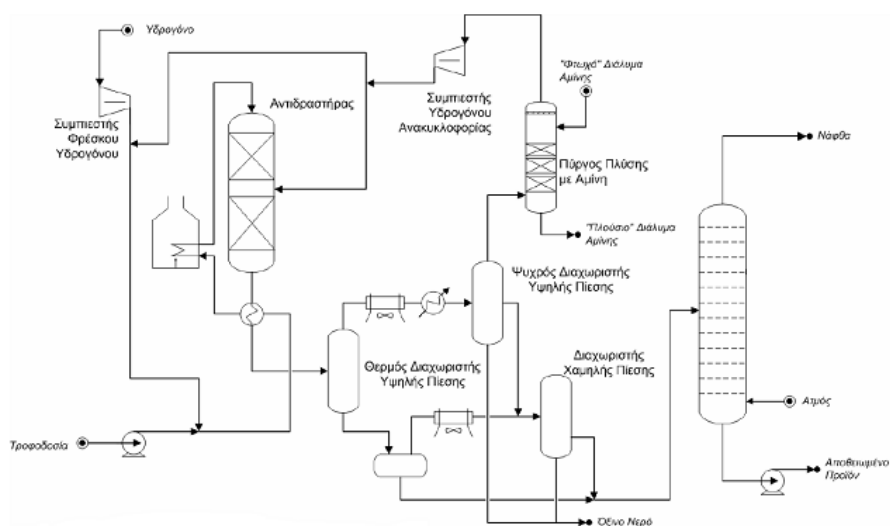 Υδρογόνο
"Φτωχό" Διάλυμα
Αμίνης
Συμπιεστής
Φρέσκου
Υδρογόνου
Αντιδραστήρας
Συμπιεστής
Υδρογόνου
Ανακυκλοφορίας
Πύργος Πλύσης
με Αμίνη
Νάφθα
"Πλούσιο" Διάλυμα
Αμίνης
Ψυχρός Διαχωριστής
Υψηλής Πίεσης
Θερμός Διαχωριστής
Υψηλής Πίεσης
Διαχωριστής
Χαμηλής Πίεσης
Ατμός
Τροφοδοσία
Αποθειωμένο
Προϊόν
Όξινο Νερό